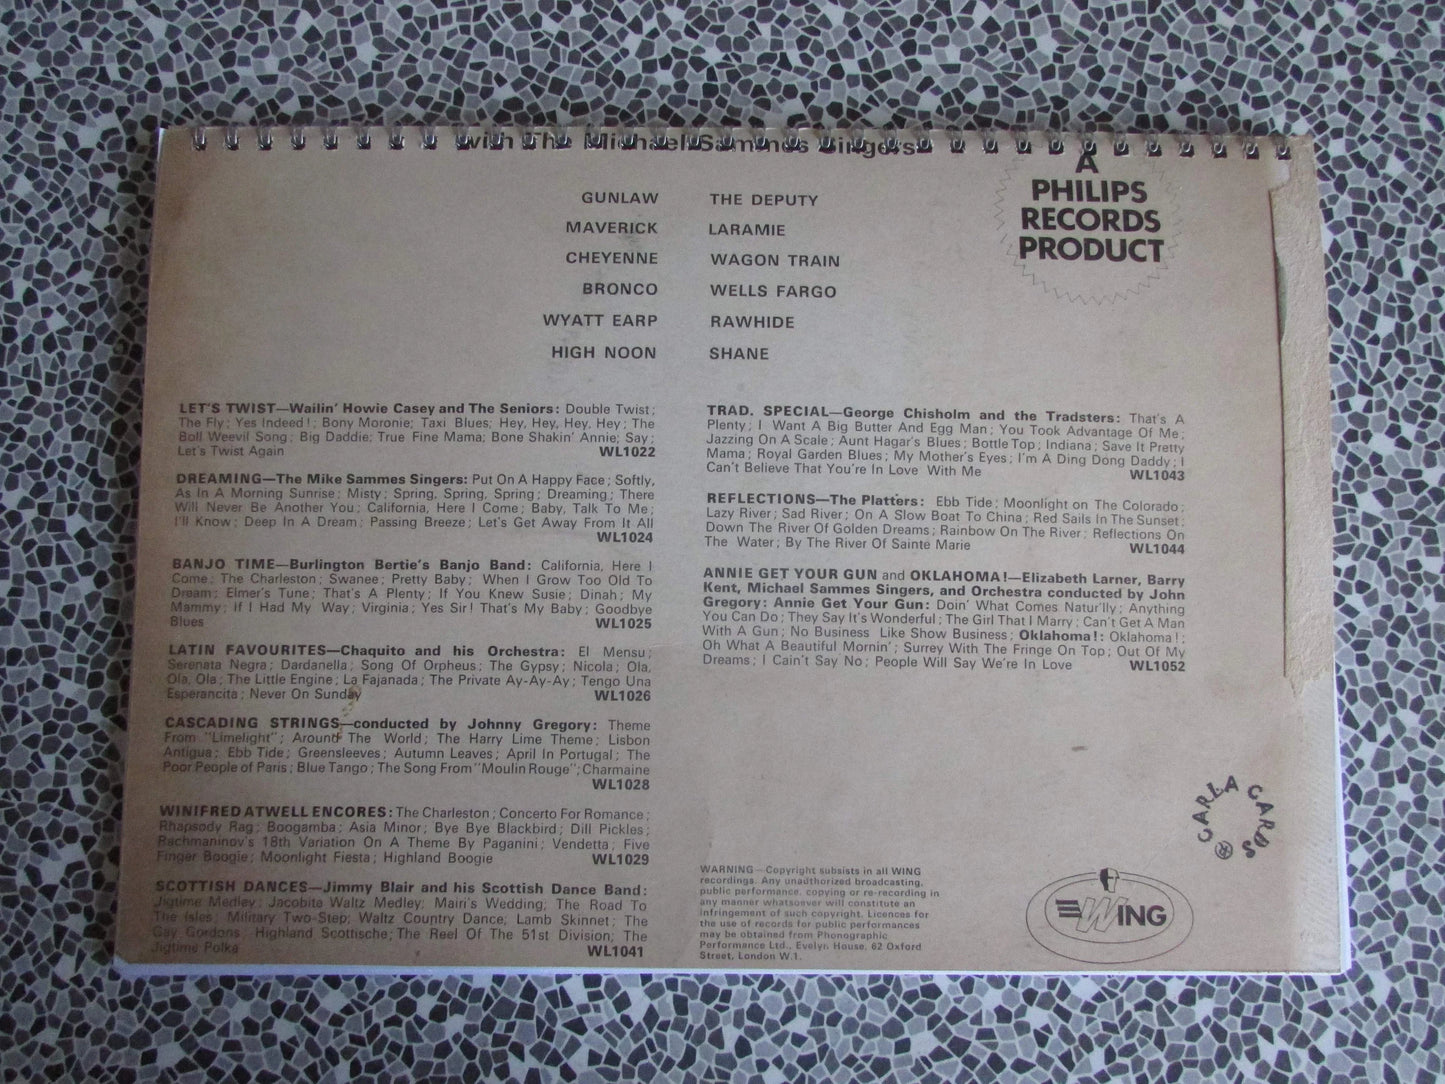 with The Michael Sammes Singers
GUNLAW
MAVERICK
CHEYENNE
BRONCO
WYATT EARP
HIGH NOON
THE DEPUTY
LARAMIE
WAGON TRAIN
WELLS FARGO
RAWHIDE
SHANE
A
PHILIPS
RECORDS
PRODUCT
LET'S TWIST—Wailin' Howie Casey and The Seniors: Double Twist;
The Fly; Yes Indeed!; Bony Moronie; Taxi Blues; Hey, Hey, Hey, Hey; The
Boll Weevil Song; Big Daddie; True Fine Mama; Bone Shakin' Annie; Say;
Let's Twist Again WL1022
DREAMING—The Mike Sammes Singers: Put On A Happy Face; Softly,
As In A Morning Sunrise; Misty; Spring, Spring, Spring; Dreaming; There
Will Never Be Another You; California, Here I Come; Baby, Talk To Me;
I'll Know; Deep In A Dream; Passing Breeze; Let's Get Away From It All
WL1024
BANJO TIME—Burlington Bertie's Banjo Band: California, Here I
Come; The Charleston; Swanee; Pretty Baby; When I Grow Too Old To
Dream; Elmer's Tune; That's A Plenty; If You Knew Susie; Dinah; My
Mammy; If I Had My Way; Virginia; Yes Sir! That's My Baby; Goodbye
Blues WL1025
LATIN FAVOURITES—Chaquito and his Orchestra: El Mensu;
Serenata Negra; Dardanella; Song Of Orpheus; The Gypsy; Nicola; Ola,
Ola, Ola; The Little Engine; La Fajanada; The Private Ay-Ay-Ay; Tengo Una
Esperancita; Never On Sunday WL1026
CASCADING STRINGS—conducted by Johnny Gregory: Theme
From "Limelight"; Around The World; The Harry Lime Theme; Lisbon
Antigua; Ebb Tide; Greensleeves; Autumn Leaves; April In Portugal; The
Poor People of Paris; Blue Tango; The Song From "Moulin Rouge"; Charmaine
WL1028
WINIFRED ATWELL ENCORES: The Charleston; Concerto For Romance;
Rhapsody Rag; Boogamba; Asia Minor; Bye Bye Blackbird; Dill Pickles;
Rachmaninov's 18th Variation On A Theme By Paganini; Vendetta; Five
Finger Boogie; Moonlight Fiesta; Highland Boogie WL1029
SCOTTISH DANCES—Jimmy Blair and his Scottish Dance Band:
Jigtime Medley; Jacobite Waltz Medley; Mairi's Wedding; The Road To
The Isles; Military Two-Step; Waltz Country Dance; Lamb Skinnet; The
Gay Gordons; Highland Scottische; The Reel Of The 51st Division; The
Jigtime Polka WL1041
TRAD. SPECIAL—George Chisholm and the Tradsters: That's A
Plenty; I Want A Big Butter And Egg Man; You Took Advantage Of Me;
Jazzing On A Scale; Aunt Hagar's Blues; Bottle Top; Indiana; Save It Pretty
Mama; Royal Garden Blues; My Mother's Eyes; I'm A Ding Dong Daddy; I
Can't Believe That You're In Love With Me WL1043
REFLECTIONS—The Platters: Ebb Tide; Moonlight on The Colorado;
Lazy River; Sad River; On A Slow Boat To China; Red Sails In The Sunset;
Down The River Of Golden Dreams; Rainbow On The River; Reflections On
The Water; By The River Of Sainte Marie WL1044
ANNIE GET YOUR GUN and OKLAHOMA!—Elizabeth Larner, Barry
Kent, Michael Sammes Singers, and Orchestra conducted by John
Gregory: Annie Get Your Gun: Doin' What Comes Natur'lly; Anything
You Can Do; They Say It's Wonderful; The Girl That I Marry; Can't Get A Man
With A Gun; No Business Like Show Business; Oklahoma!: Oklahoma!;
Oh What A Beautiful Mornin'; Surrey With The Fringe On Top; Out Of My
Dreams; I Cain't Say No; People Will Say We're In Love WL1052
WARNING—Copyright subsists in all WING
recordings. Any unauthorized broadcasting,
public performance, copying or re-recording in
any manner whatsoever will constitute an
infringement of such copyright. Licences for
the use of records for public performances
may be obtained from Phonographic
Performance Ltd., Evelyn House, 62 Oxford
Street, London W.1.
CARLA CARDS ®
WING